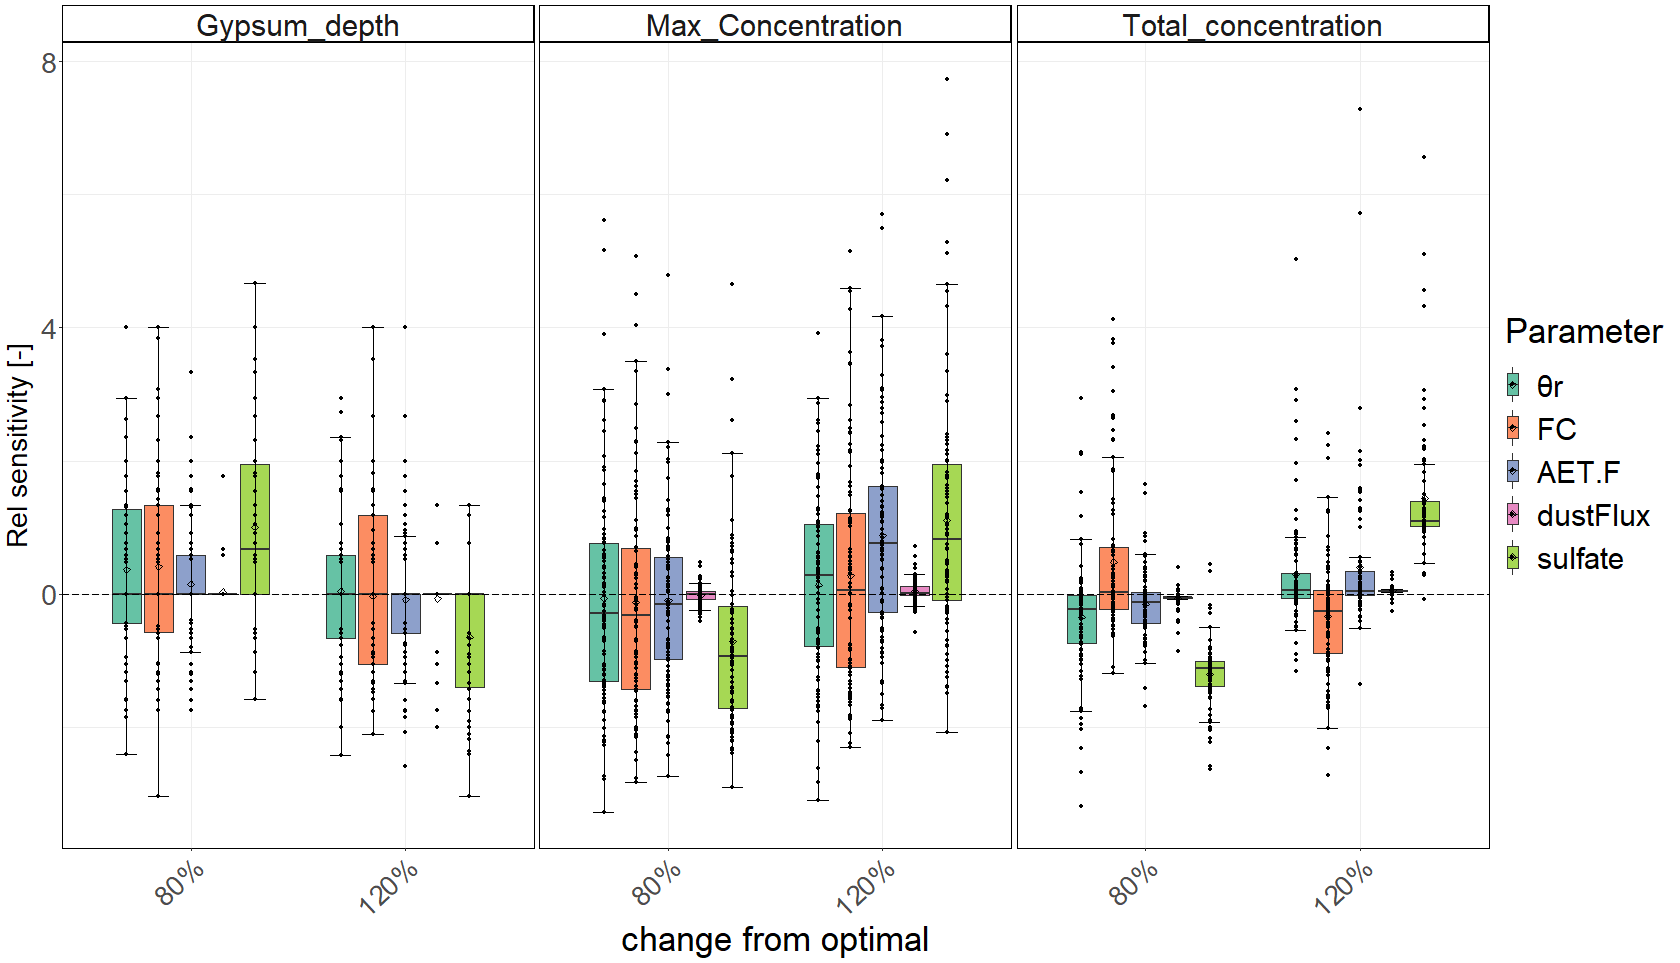 Gypsum_depth
Max_Concentration
Total_concentration
Rel sensitivity [-]
8
4
0
80%
120%
80%
120%
80%
120%
change from optimal
Parameter
θr
FC
AET.F
dustFlux
sulfate